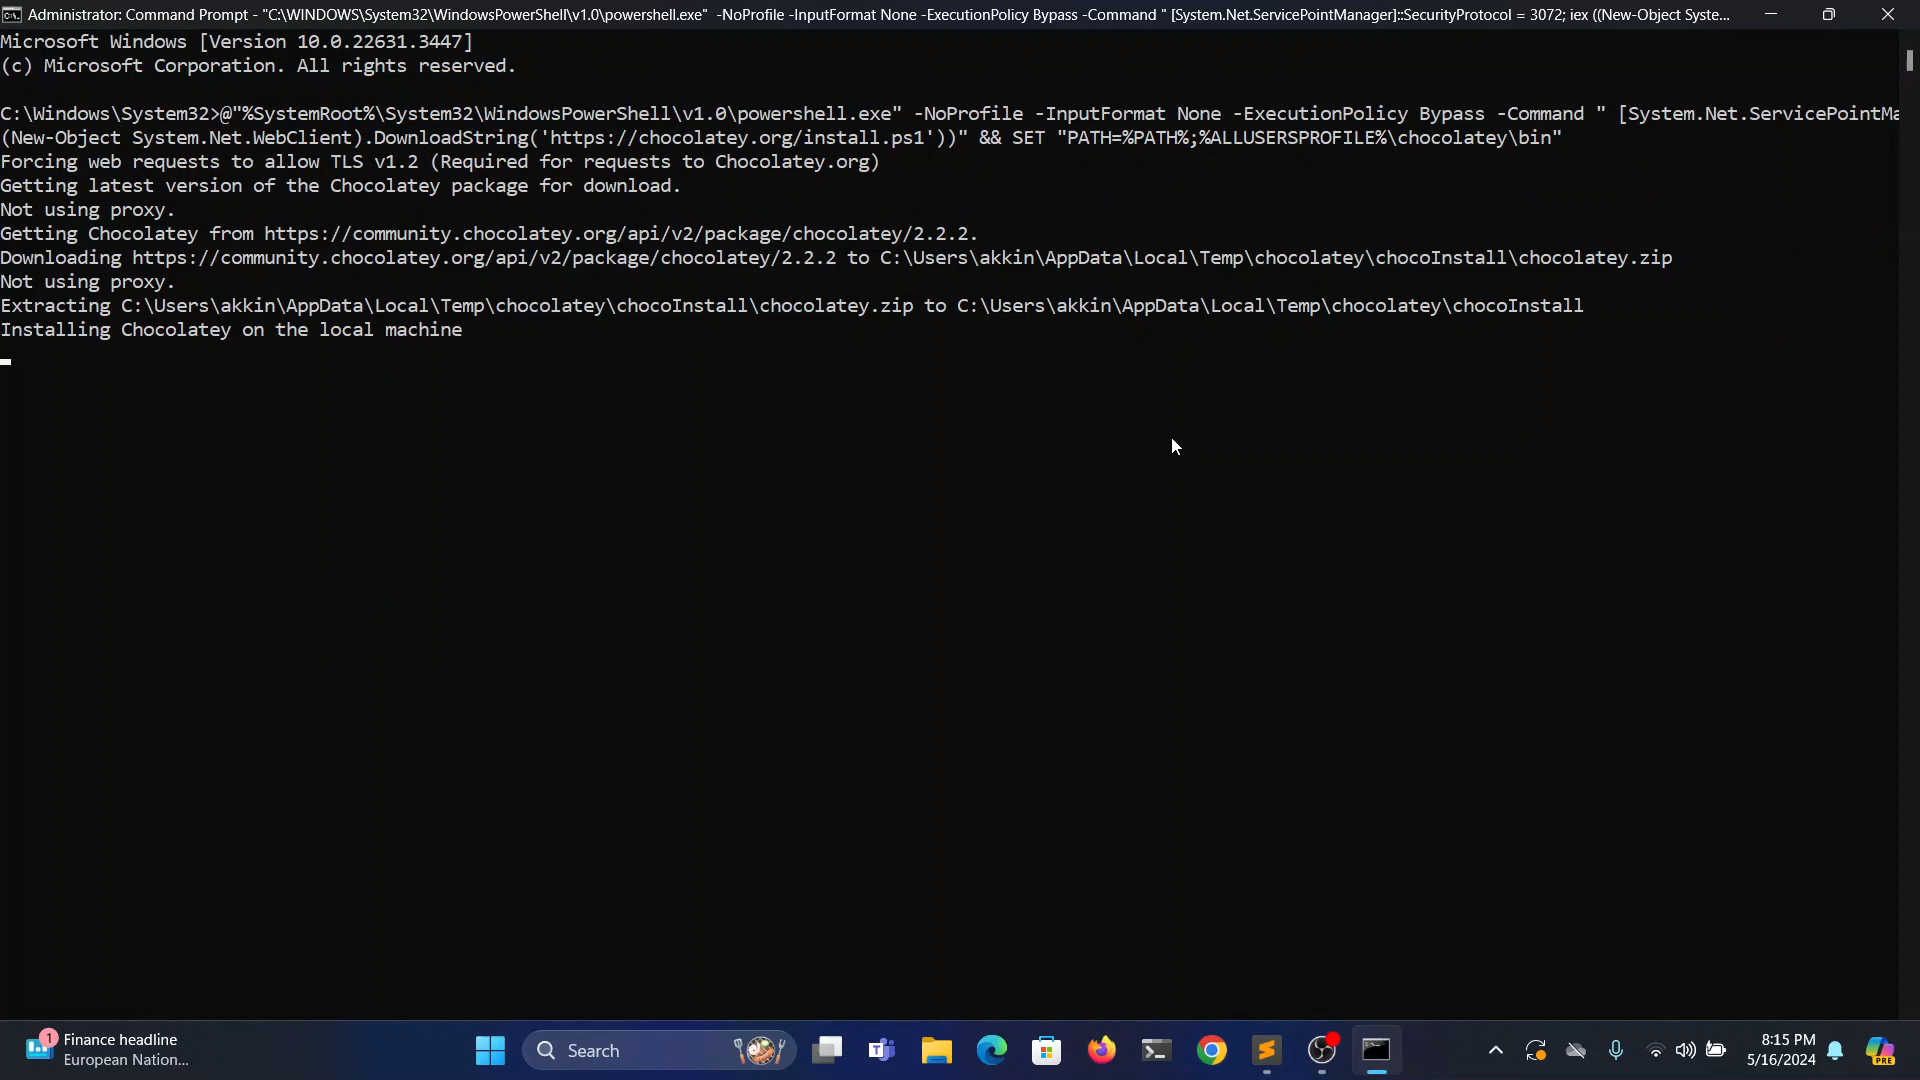 Administrator: Command Prompt - "C:\WINDOWS\System32\WindowsPowerShell\v1.0\powershell.exe"  -NoProfile -InputFormat None -ExecutionPolicy Bypass -Command " [System.Net.ServicePointManager]::SecurityProtocol = 3072; iex ((New-Object Syste...
Microsoft Windows [Version 10.0.22631.3447]
(c) Microsoft Corporation. All rights reserved.
C:\Windows\System32>@"%SystemRoot%\System32\WindowsPowerShell\v1.0\powershell.exe" -NoProfile -InputFormat None -ExecutionPolicy Bypass -Command " [System.Net.ServicePointMa
(New-Object System.Net.WebClient).DownloadString('https://chocolatey.org/install.ps1'))" && SET "PATH=%PATH%;%ALLUSERSPROFILE%\chocolatey\bin"
Forcing web requests to allow TLS v1.2 (Required for requests to Chocolatey.org)
Getting latest version of the Chocolatey package for download.
Not using proxy.
Getting Chocolatey from https://community.chocolatey.org/api/v2/package/chocolatey/2.2.2.
Downloading https://community.chocolatey.org/api/v2/package/chocolatey/2.2.2 to C:\Users\akkin\AppData\Local\Temp\chocolatey\chocoInstall\chocolatey.zip
Not using proxy.
Extracting C:\Users\akkin\AppData\Local\Temp\chocolatey\chocoInstall\chocolatey.zip to C:\Users\akkin\AppData\Local\Temp\chocolatey\chocoInstall
Installing Chocolatey on the local machine
1
Finance headline
European Nation...
Search
8:15 PM
5/16/2024
PRE